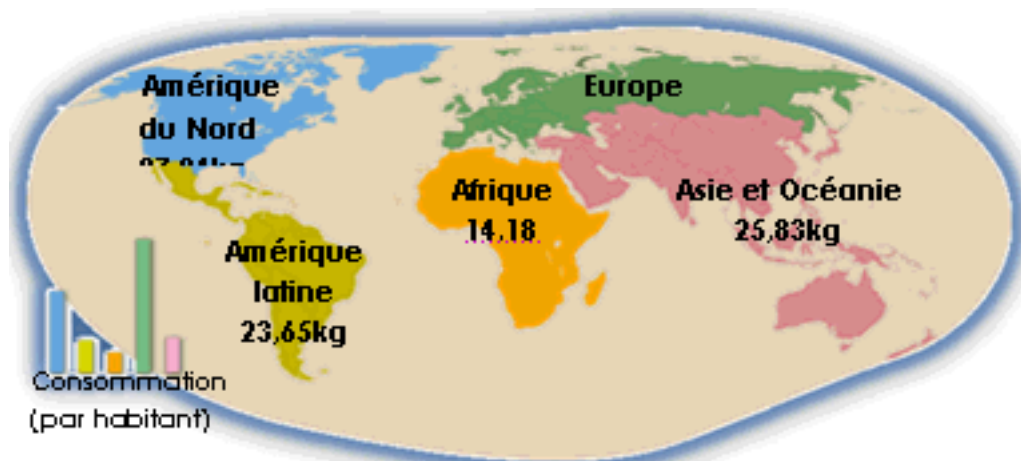 Amérique
du Nord
Europe
Afrique
14,18
Asie et Océanie
25,83kg
Amérique
latine
23,65kg
Consommation
(par habitant)